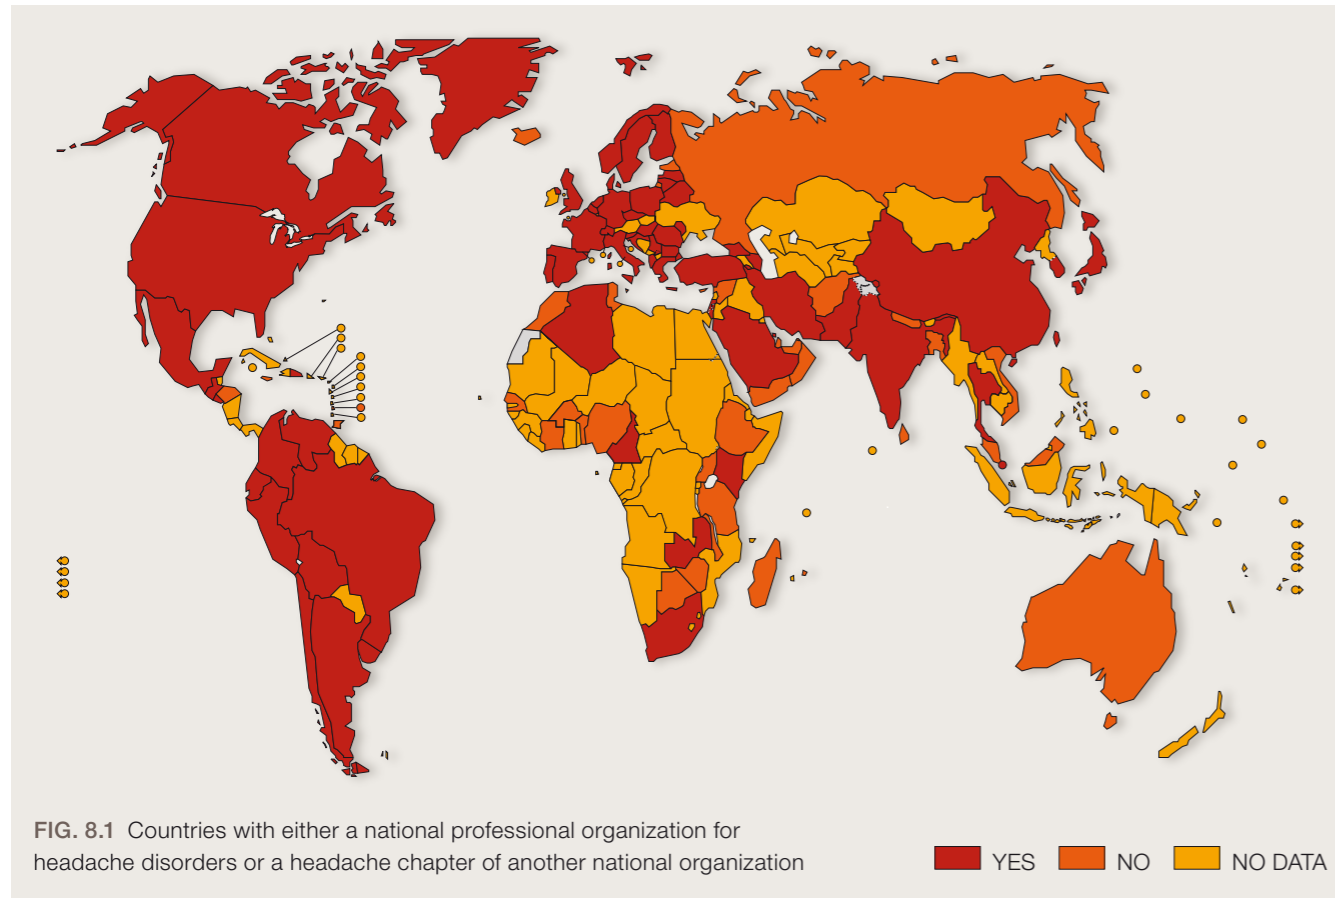 FIG. 8.1 Countries with either a national professional organization for
headache disorders or a headache chapter of another national organization
YES NO NO DATA